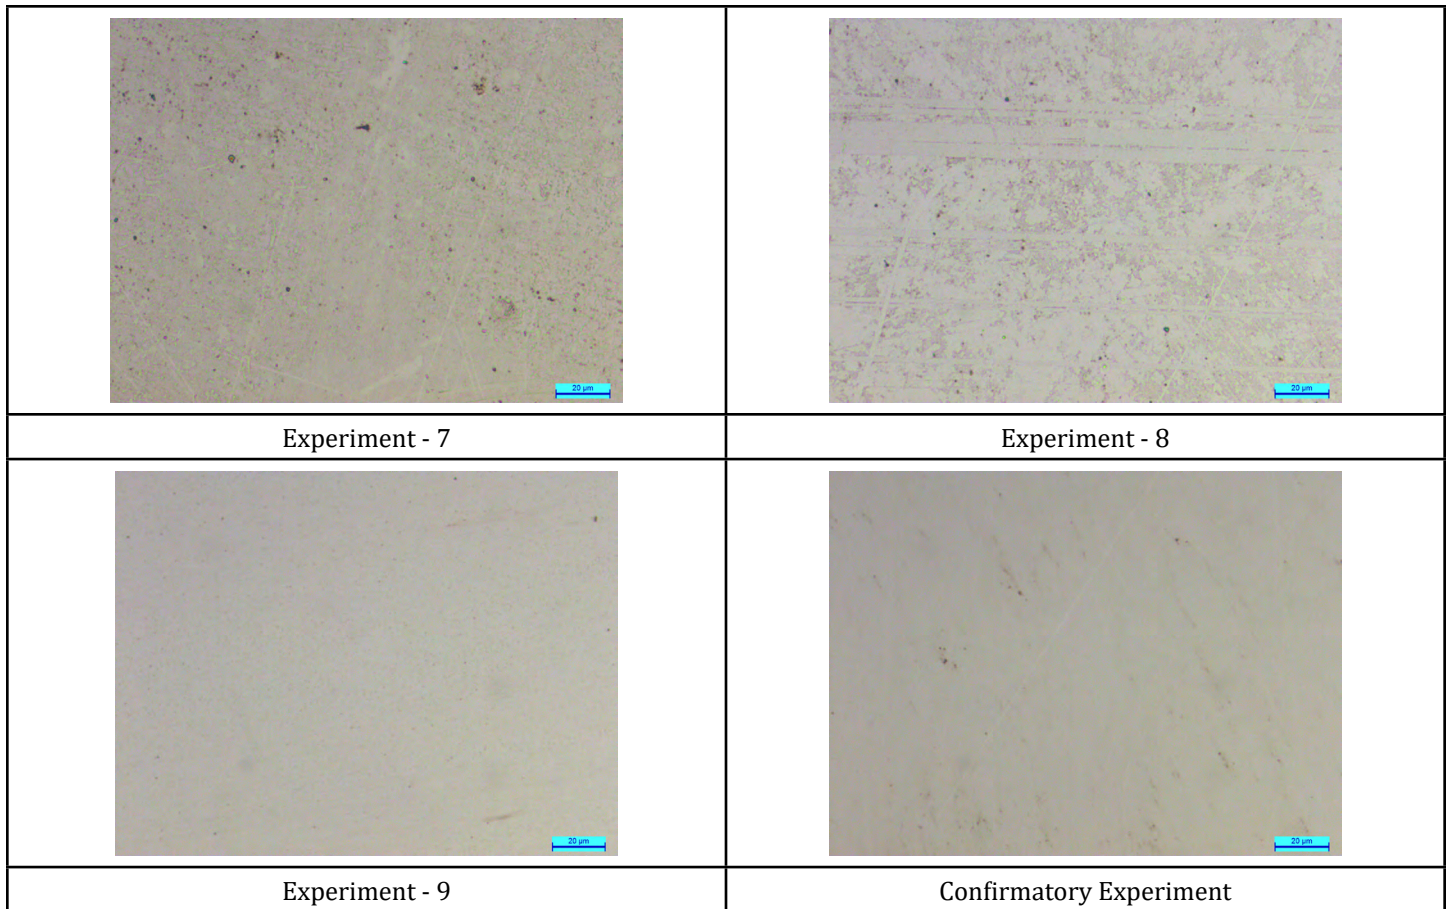 20 µm
20 µm
Experiment - 7
Experiment - 8
20 µm
20 µm
Experiment - 9
Confirmatory Experiment